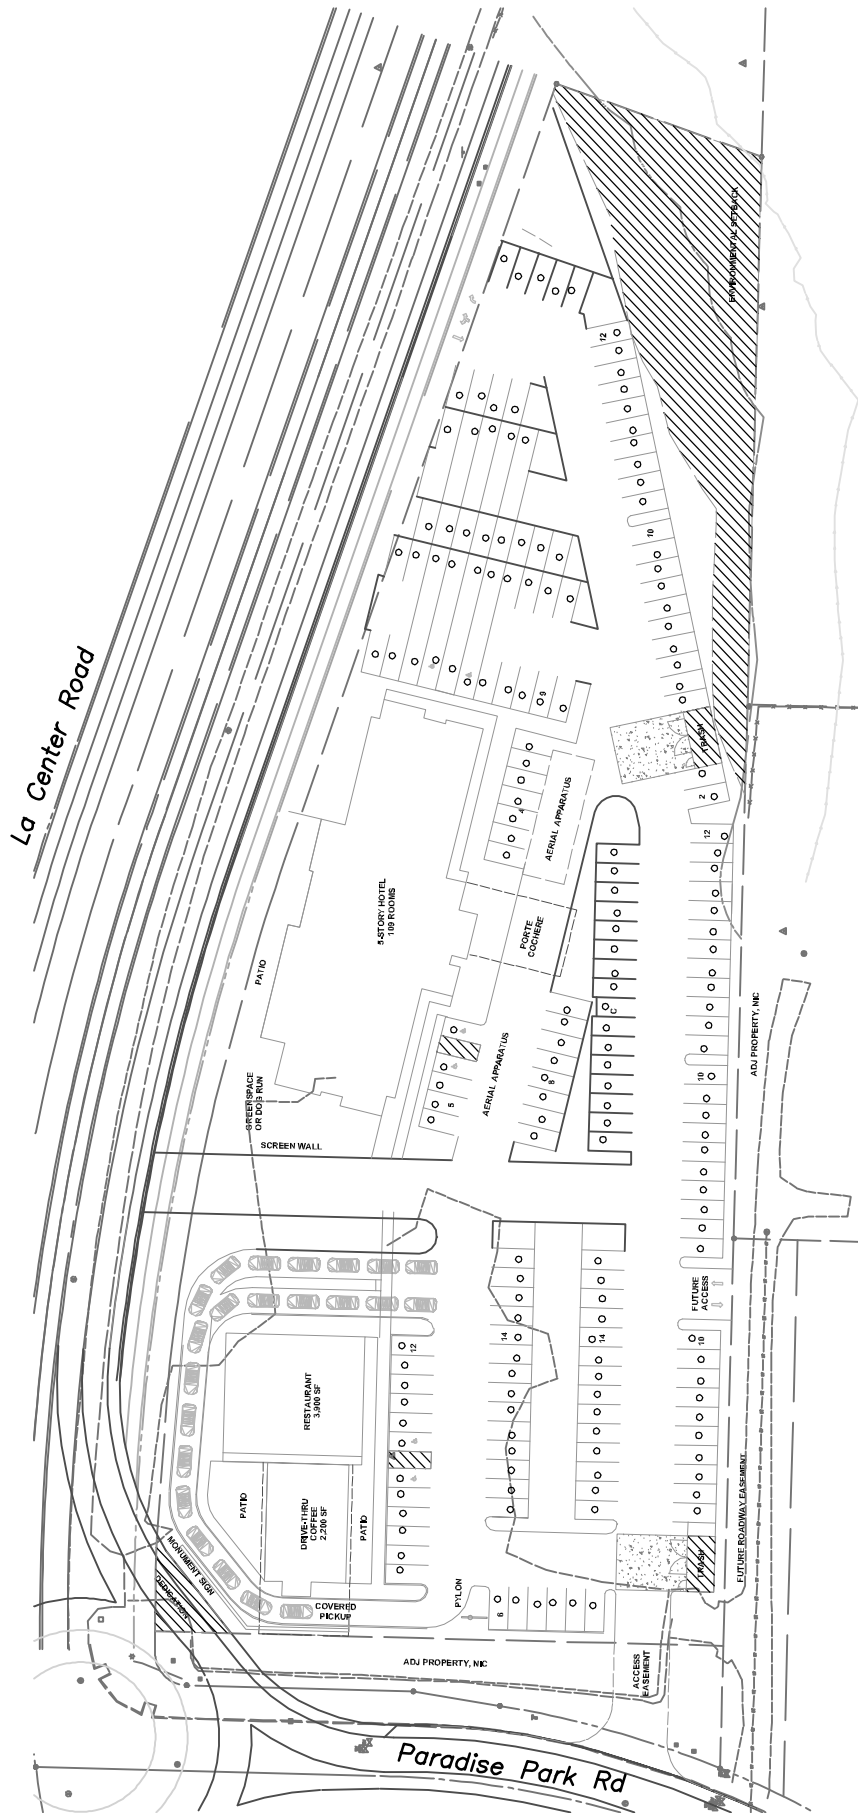 ENVIRONMENTAL SETBACK
12
10
9
La Center Road
TRASH
2
12
4
AERIAL APPARATUS
5-STORY HOTEL
109 ROOMS
PORTE
COCHERE
PATIO
C
ADJ PROPERTY, NIC
AERIAL APPARATUS
8
10
5
GREENSPACE
OR DOG RUN
SCREEN WALL
FUTURE
ACCESS
12
14
14
10
RESTAURANT
3,900 SF
PATIO
DRIVE-THRU
COFFEE
2,200 SF
PATIO
FUTURE ROADWAY EASEMENT
MONUMENT SIGN
DEDICATION
TRASH
PYLON
6
COVERED
PICKUP
ADJ PROPERTY, NIC
ACCESS
EASEMENT
Paradise Park Rd